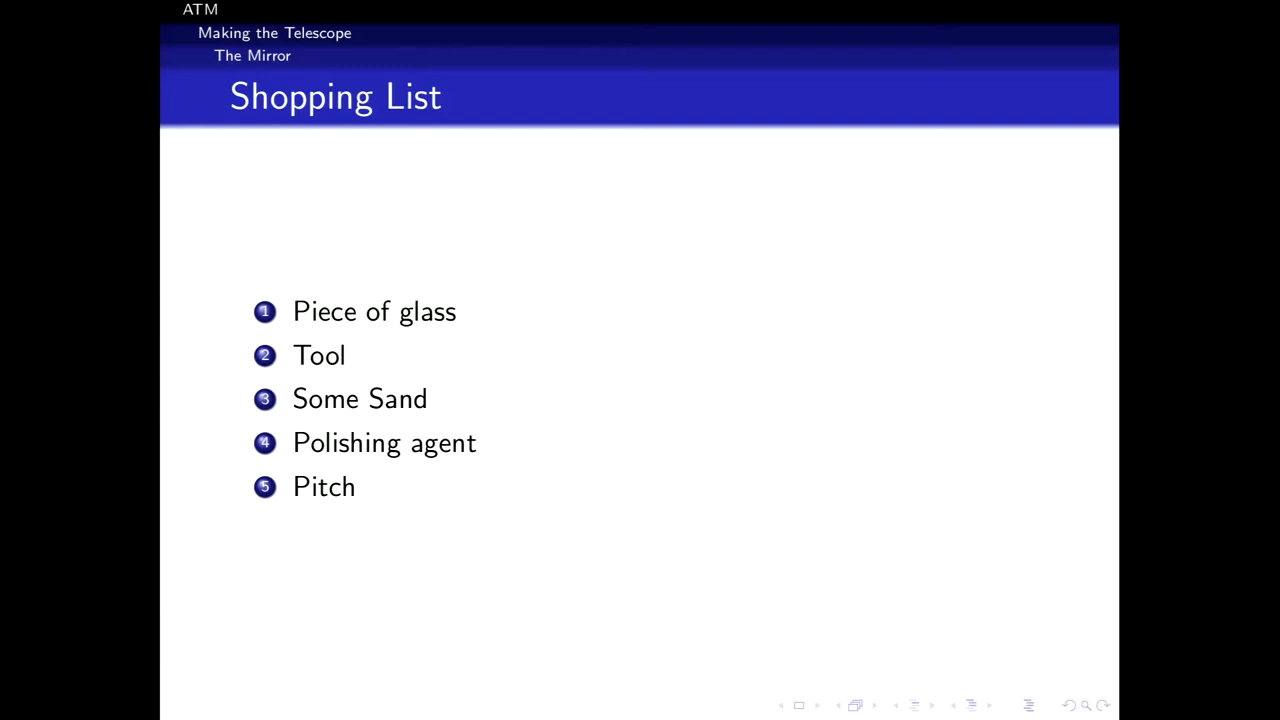 ATM
Making the Telescope
The Mirror
Shopping List
1 Piece of glass
2 Tool
3 Some Sand
4 Polishing agent
5 Pitch